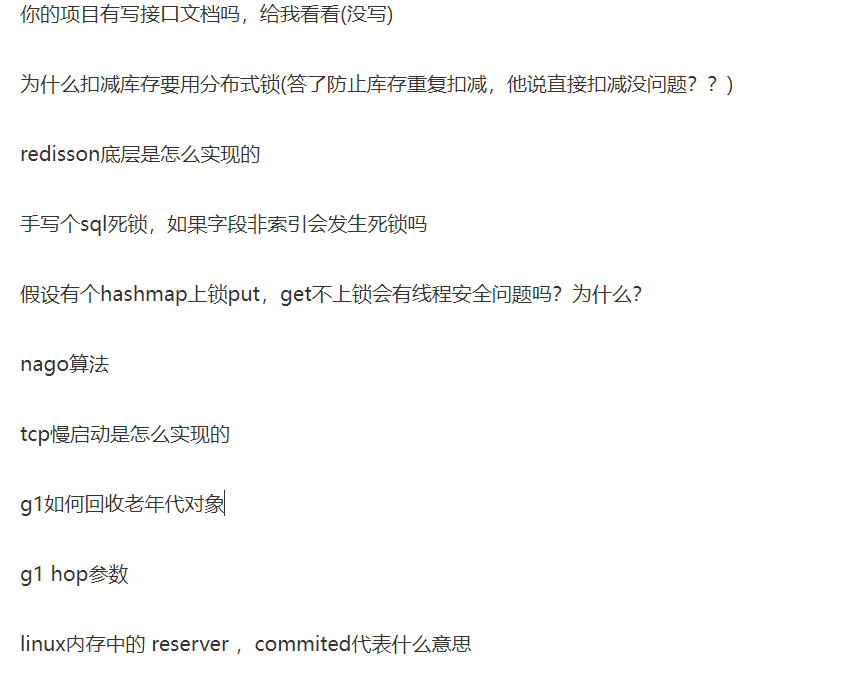 你的项目有写接口文档吗，给我看看(没写)
为什么扣减库存要用分布式锁(答了防止库存重复扣减，他说直接扣减没问题？？)
redisson底层是怎么实现的
手写个sql死锁，如果字段非索引会发生死锁吗
假设有个hashmap上锁put，get不上锁会有线程安全问题吗？为什么？
nago算法
tcp慢启动是怎么实现的
g1如何回收老年代对象
g1 hop参数
linux内存中的 reserver ，commited代表什么意思